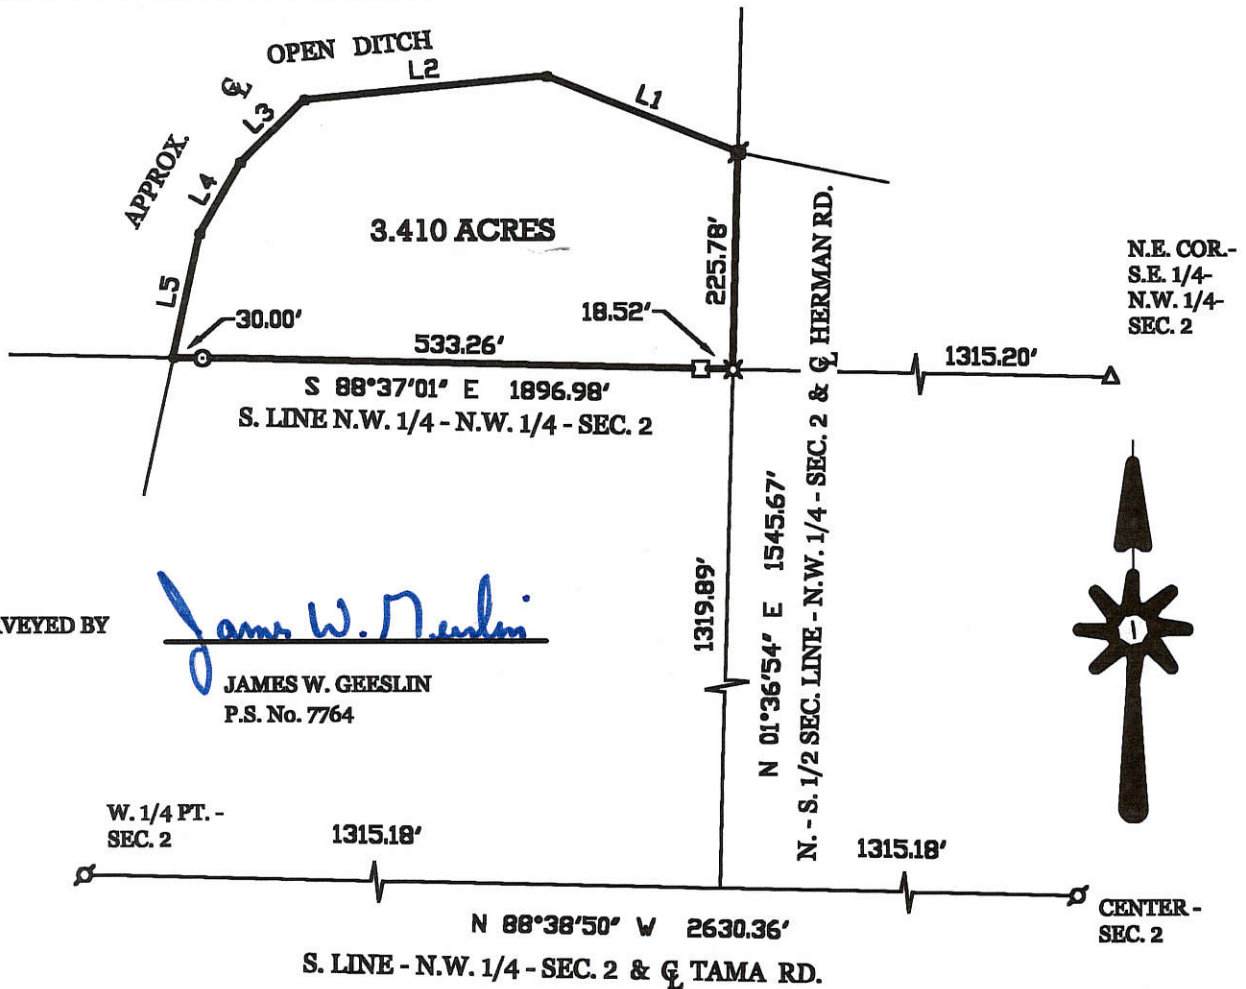 OPEN DITCH
APPROX.
℄
L1
L2
L3
L4
L5
3.410 ACRES
225.78'
30.00'
18.52'
533.26'
S 88°37'01" E 1896.98'
S. LINE N.W. 1/4 - N.W. 1/4 - SEC. 2
1315.20'
N.E. COR.-
S.E. 1/4-
N.W. 1/4-
SEC. 2
1319.89'
N 01°36'54" E 1545.67'
N. - S. 1/2 SEC. LINE - N.W. 1/4 - SEC. 2 & ℄ HERMAN RD.
VEYED BY
James W. Geeslin
JAMES W. GEESLIN
P.S. No. 7764
W. 1/4 PT. -
SEC. 2
1315.18'
1315.18'
CENTER -
SEC. 2
N 88°38'50" W 2630.36'
S. LINE - N.W. 1/4 - SEC. 2 & ℄ TAMA RD.